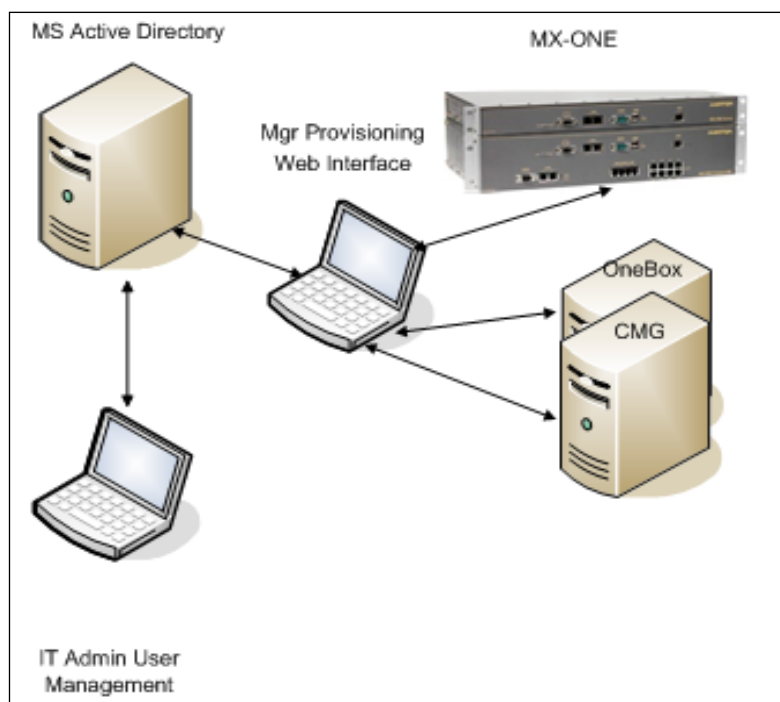 MS Active Directory
MX-ONE
Mgr Provisioning
Web Interface
OneBox
CMG
IT Admin User
Management